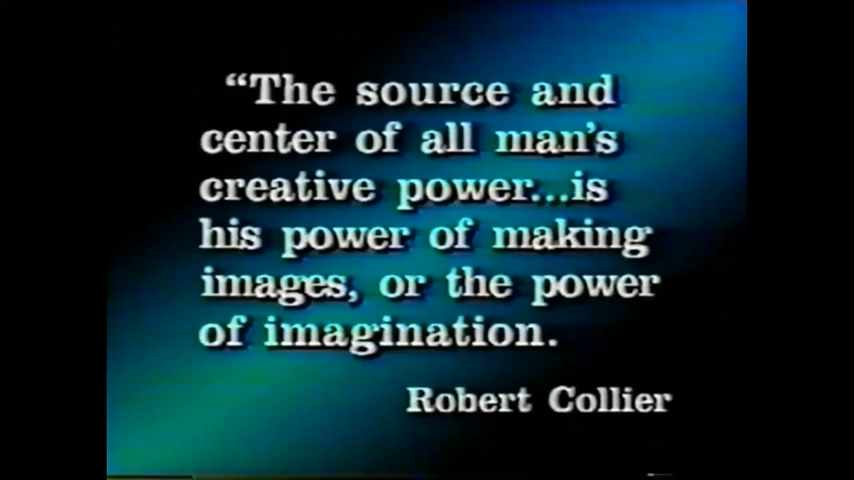 “The source and
center of all man's
creative power...is
his power of making
images, or the power
of imagination.
Robert Collier